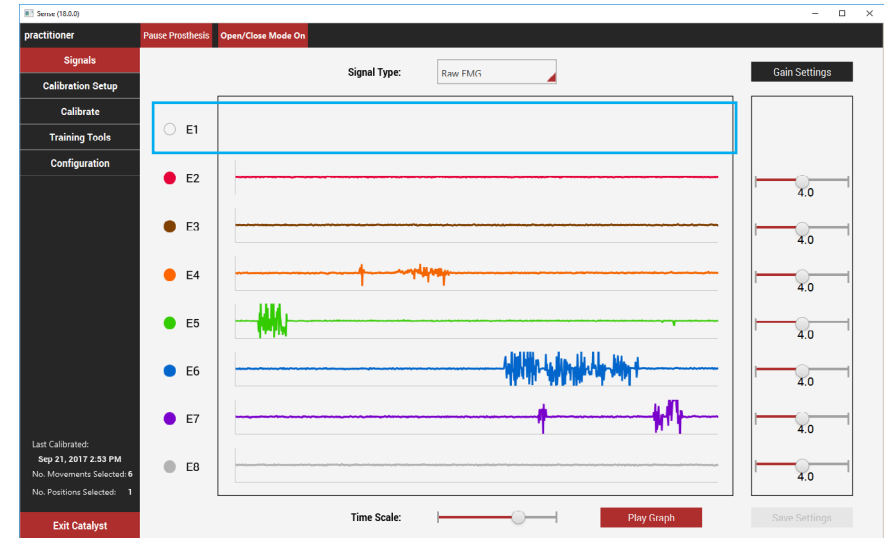 Sense (18.0.0)
practitioner
Pause Prosthesis
Open/Close Mode On
Signals
Calibration Setup
Calibrate
Training Tools
Configuration
Signal Type:
Raw EMG
Gain Settings
E1
E2
4.0
E3
4.0
E4
4.0
E5
4.0
E6
4.0
E7
4.0
E8
4.0
Last Calibrated:
Sep 21, 2017 2:53 PM
No. Movements Selected: 6
No. Positions Selected: 1
Exit Catalyst
Time Scale:
Play Graph
Save Settings